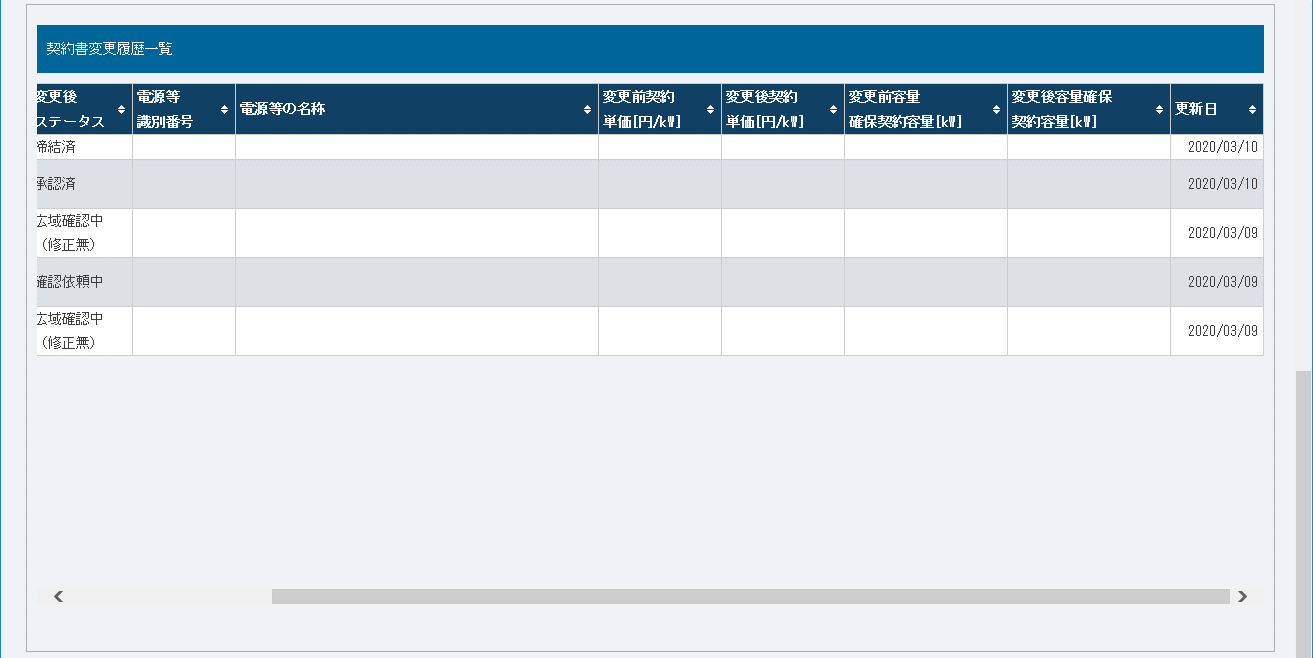 契約書変更履歴一覧
変更後
ステータス
電源等
識別番号
電源等の名称
変更前契約
単価[円/kW]
変更後契約
単価[円/kW]
変更前容量
確保契約容量[kW]
変更後容量確保
契約容量[kW]
更新日
締結済
2020/03/10
承認済
2020/03/10
広域確認中
（修正無）
2020/03/09
確認依頼中
2020/03/09
広域確認中
（修正無）
2020/03/09